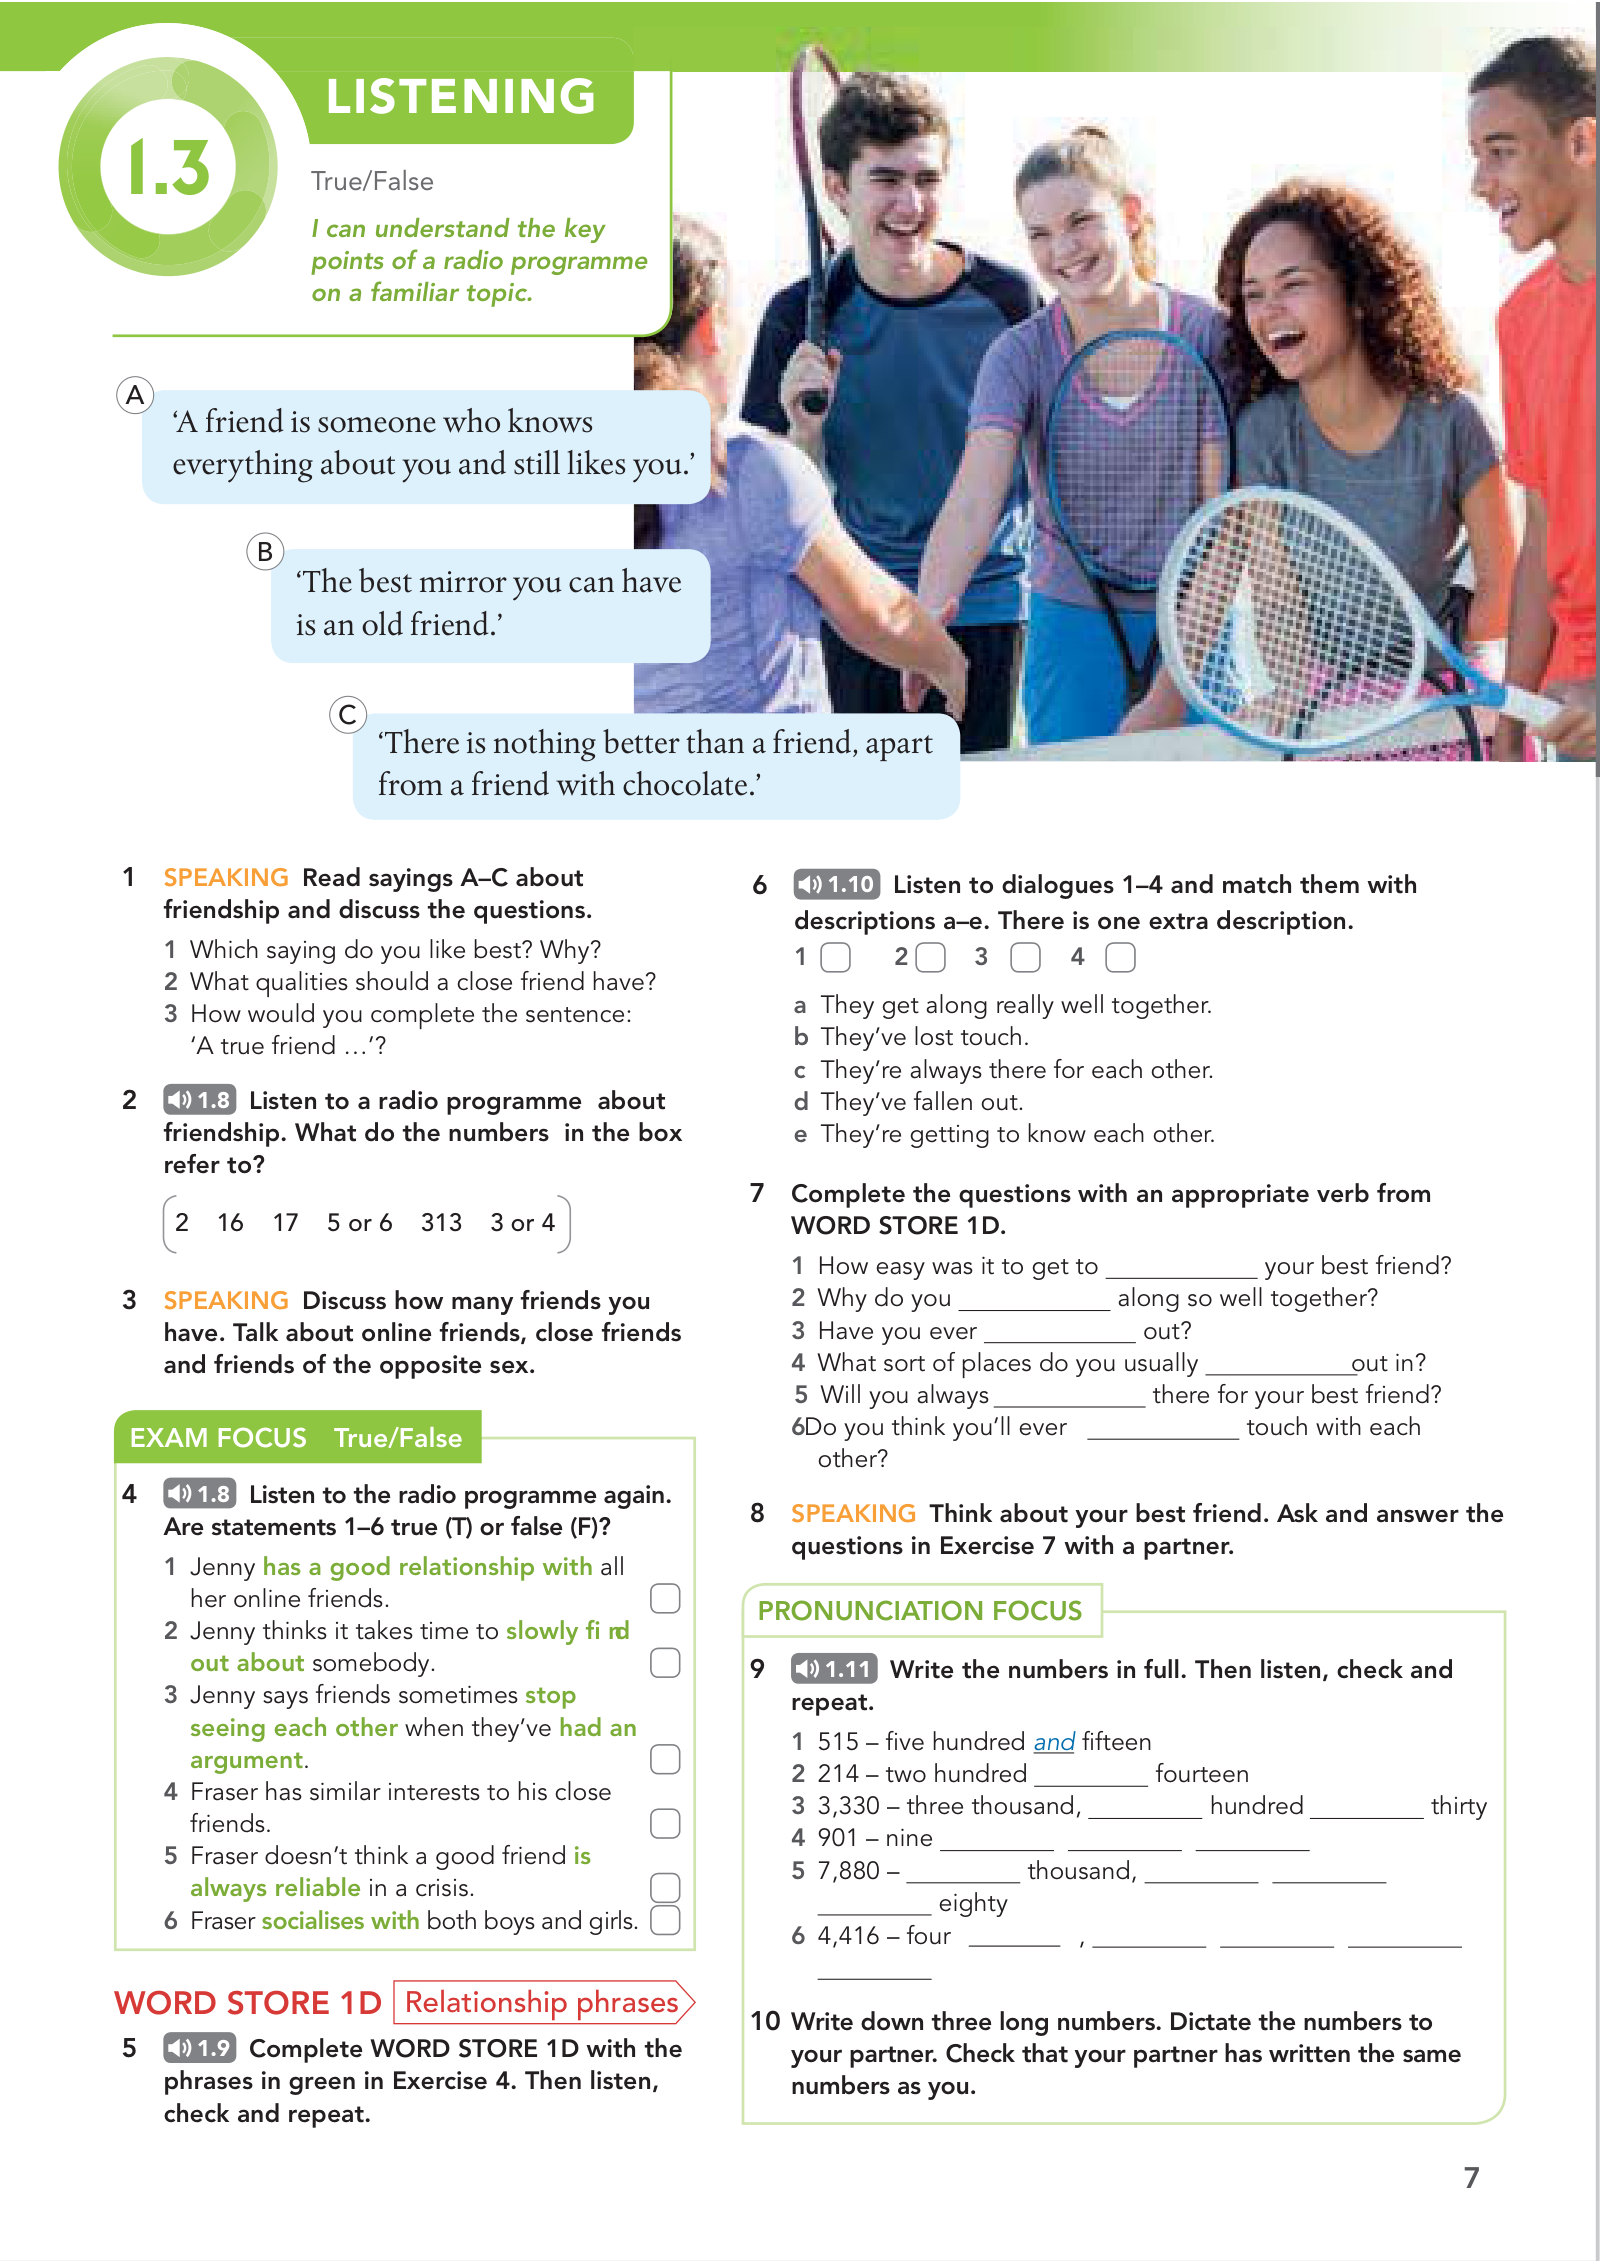 LISTENING
1.3
True/False
I can understand the key
points of a radio programme
on a familiar topic.
A
‘A friend is someone who knows
everything about you and still likes you.’
B
‘The best mirror you can have
is an old friend.’
C
‘There is nothing better than a friend, apart
from a friend with chocolate.’
1 SPEAKING Read sayings A–C about
friendship and discuss the questions.
1 Which saying do you like best? Why?
2 What qualities should a close friend have?
3 How would you complete the sentence:
‘A true friend …’?
2 1.8 Listen to a radio programme about
friendship. What do the numbers in the box
refer to?
2 16 17 5 or 6 313 3 or 4
3 SPEAKING Discuss how many friends you
have. Talk about online friends, close friends
and friends of the opposite sex.
EXAM FOCUS True/False
4 1.8 Listen to the radio programme again.
Are statements 1–6 true (T) or false (F)?
1 Jenny has a good relationship with all
her online friends.
2 Jenny thinks it takes time to slowly find
out about somebody.
3 Jenny says friends sometimes stop
seeing each other when they’ve had an
argument.
4 Fraser has similar interests to his close
friends.
5 Fraser doesn’t think a good friend is
always reliable in a crisis.
6 Fraser socialises with both boys and girls.
WORD STORE 1D Relationship phrases
5 1.9 Complete WORD STORE 1D with the
phrases in green in Exercise 4. Then listen,
check and repeat.
6 1.10 Listen to dialogues 1–4 and match them with
descriptions a–e. There is one extra description.
1 2 3 4
a They get along really well together.
b They’ve lost touch.
c They’re always there for each other.
d They’ve fallen out.
e They’re getting to know each other.
7 Complete the questions with an appropriate verb from
WORD STORE 1D.
1 How easy was it to get to ____________ your best friend?
2 Why do you ____________ along so well together?
3 Have you ever ____________ out?
4 What sort of places do you usually ____________out in?
5 Will you always ____________ there for your best friend?
6Do you think you’ll ever ____________ touch with each
other?
8 SPEAKING Think about your best friend. Ask and answer the
questions in Exercise 7 with a partner.
PRONUNCIATION FOCUS
9 1.11 Write the numbers in full. Then listen, check and
repeat.
1 515 – five hundred and fifteen
2 214 – two hundred _________ fourteen
3 3,330 – three thousand, _________ hundred _________ thirty
4 901 – nine _________ _________ _________
5 7,880 – _________ thousand, _________ _________
_________ eighty
6 4,416 – four _______ , _________ _________ _________
_________
10 Write down three long numbers. Dictate the numbers to
your partner. Check that your partner has written the same
numbers as you.
7